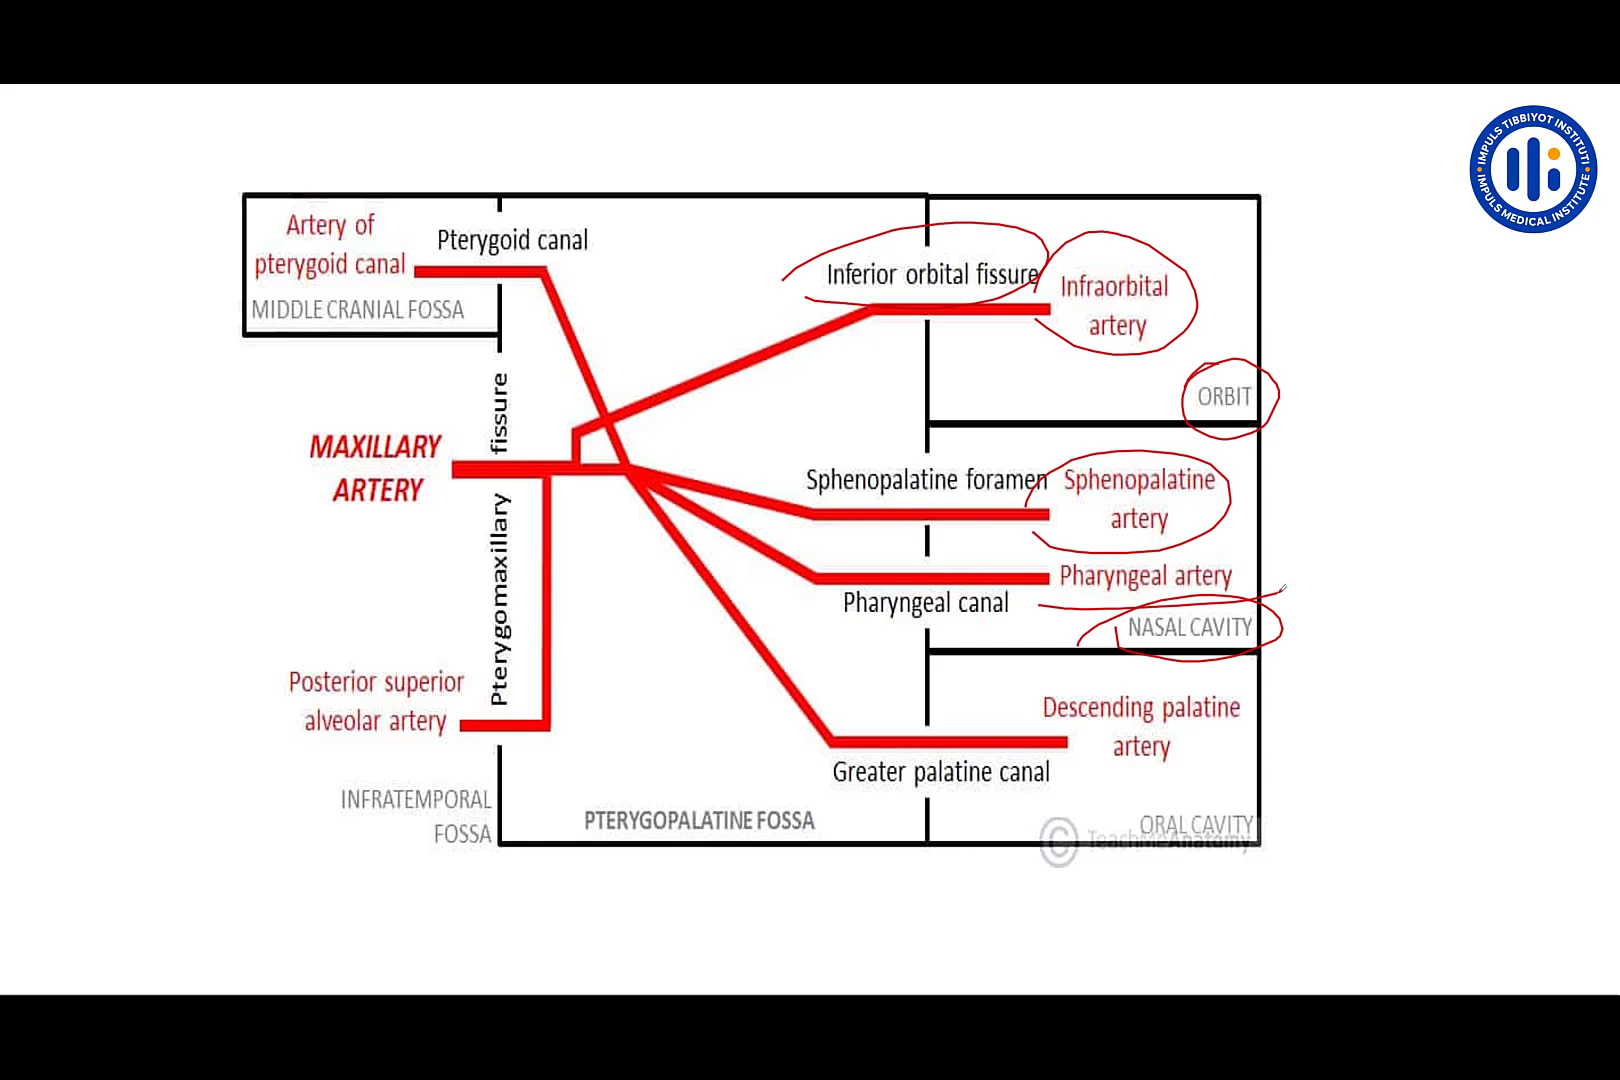 IMPULS TIBBIYOT INSTITUTI
IMPULS MEDICAL INSTITUTE
Artery of
pterygoid canal
MIDDLE CRANIAL FOSSA
Pterygoid canal
Inferior orbital fissure
Infraorbital
artery
ORBIT
MAXILLARY
ARTERY
Pterygomaxillary fissure
Sphenopalatine foramen
Sphenopalatine
artery
Pharyngeal artery
Pharyngeal canal
NASAL CAVITY
Posterior superior
alveolar artery
Descending palatine
artery
Greater palatine canal
INFRATEMPORAL
FOSSA
PTERYGOPALATINE FOSSA
ORAL CAVITY
© TeachMeAnatomy